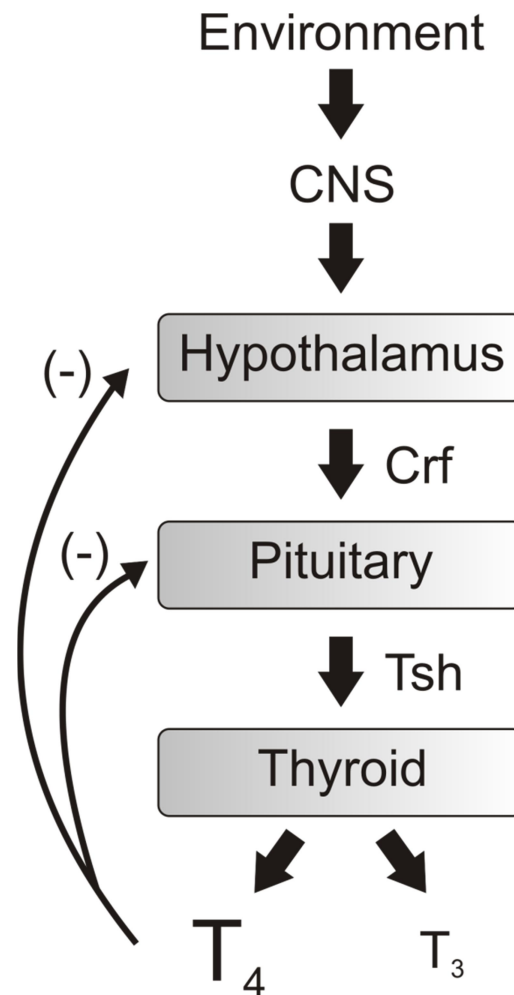 Environment
CNS
(-)
Hypothalamus
Crf
(-)
Pituitary
Tsh
Thyroid
T₄
T₃